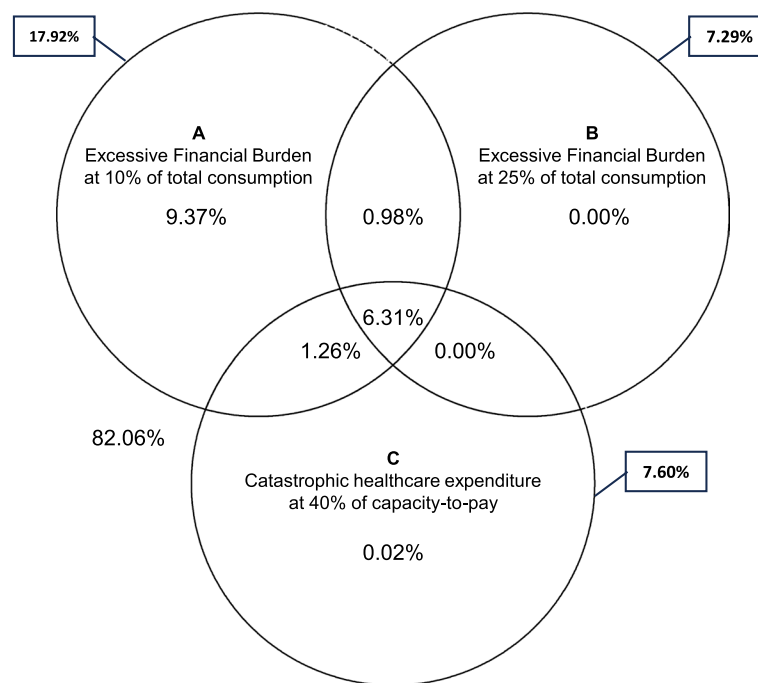 17.92%
7.29%
A
Excessive Financial Burden
at 10% of total consumption
9.37%
0.98%
B
Excessive Financial Burden
at 25% of total consumption
0.00%
6.31%
1.26%
0.00%
82.06%
C
Catastrophic healthcare expenditure
at 40% of capacity-to-pay
0.02%
7.60%